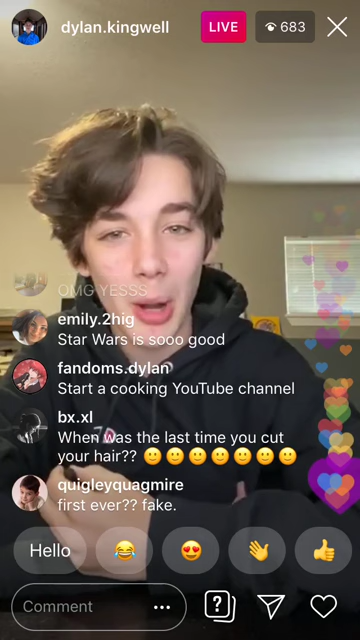 dylan.kingwell
LIVE
683
OMG YESSS
emily.2hig
Star Wars is sooo good
fandoms.dylan
Start a cooking YouTube channel
bx.xl
When was the last time you cut
your hair?? 🙂🙂🙂🙂🙂🙂🙂
quigleyquagmire
first ever?? fake.
Hello 😂 😍 👋 👍
Comment